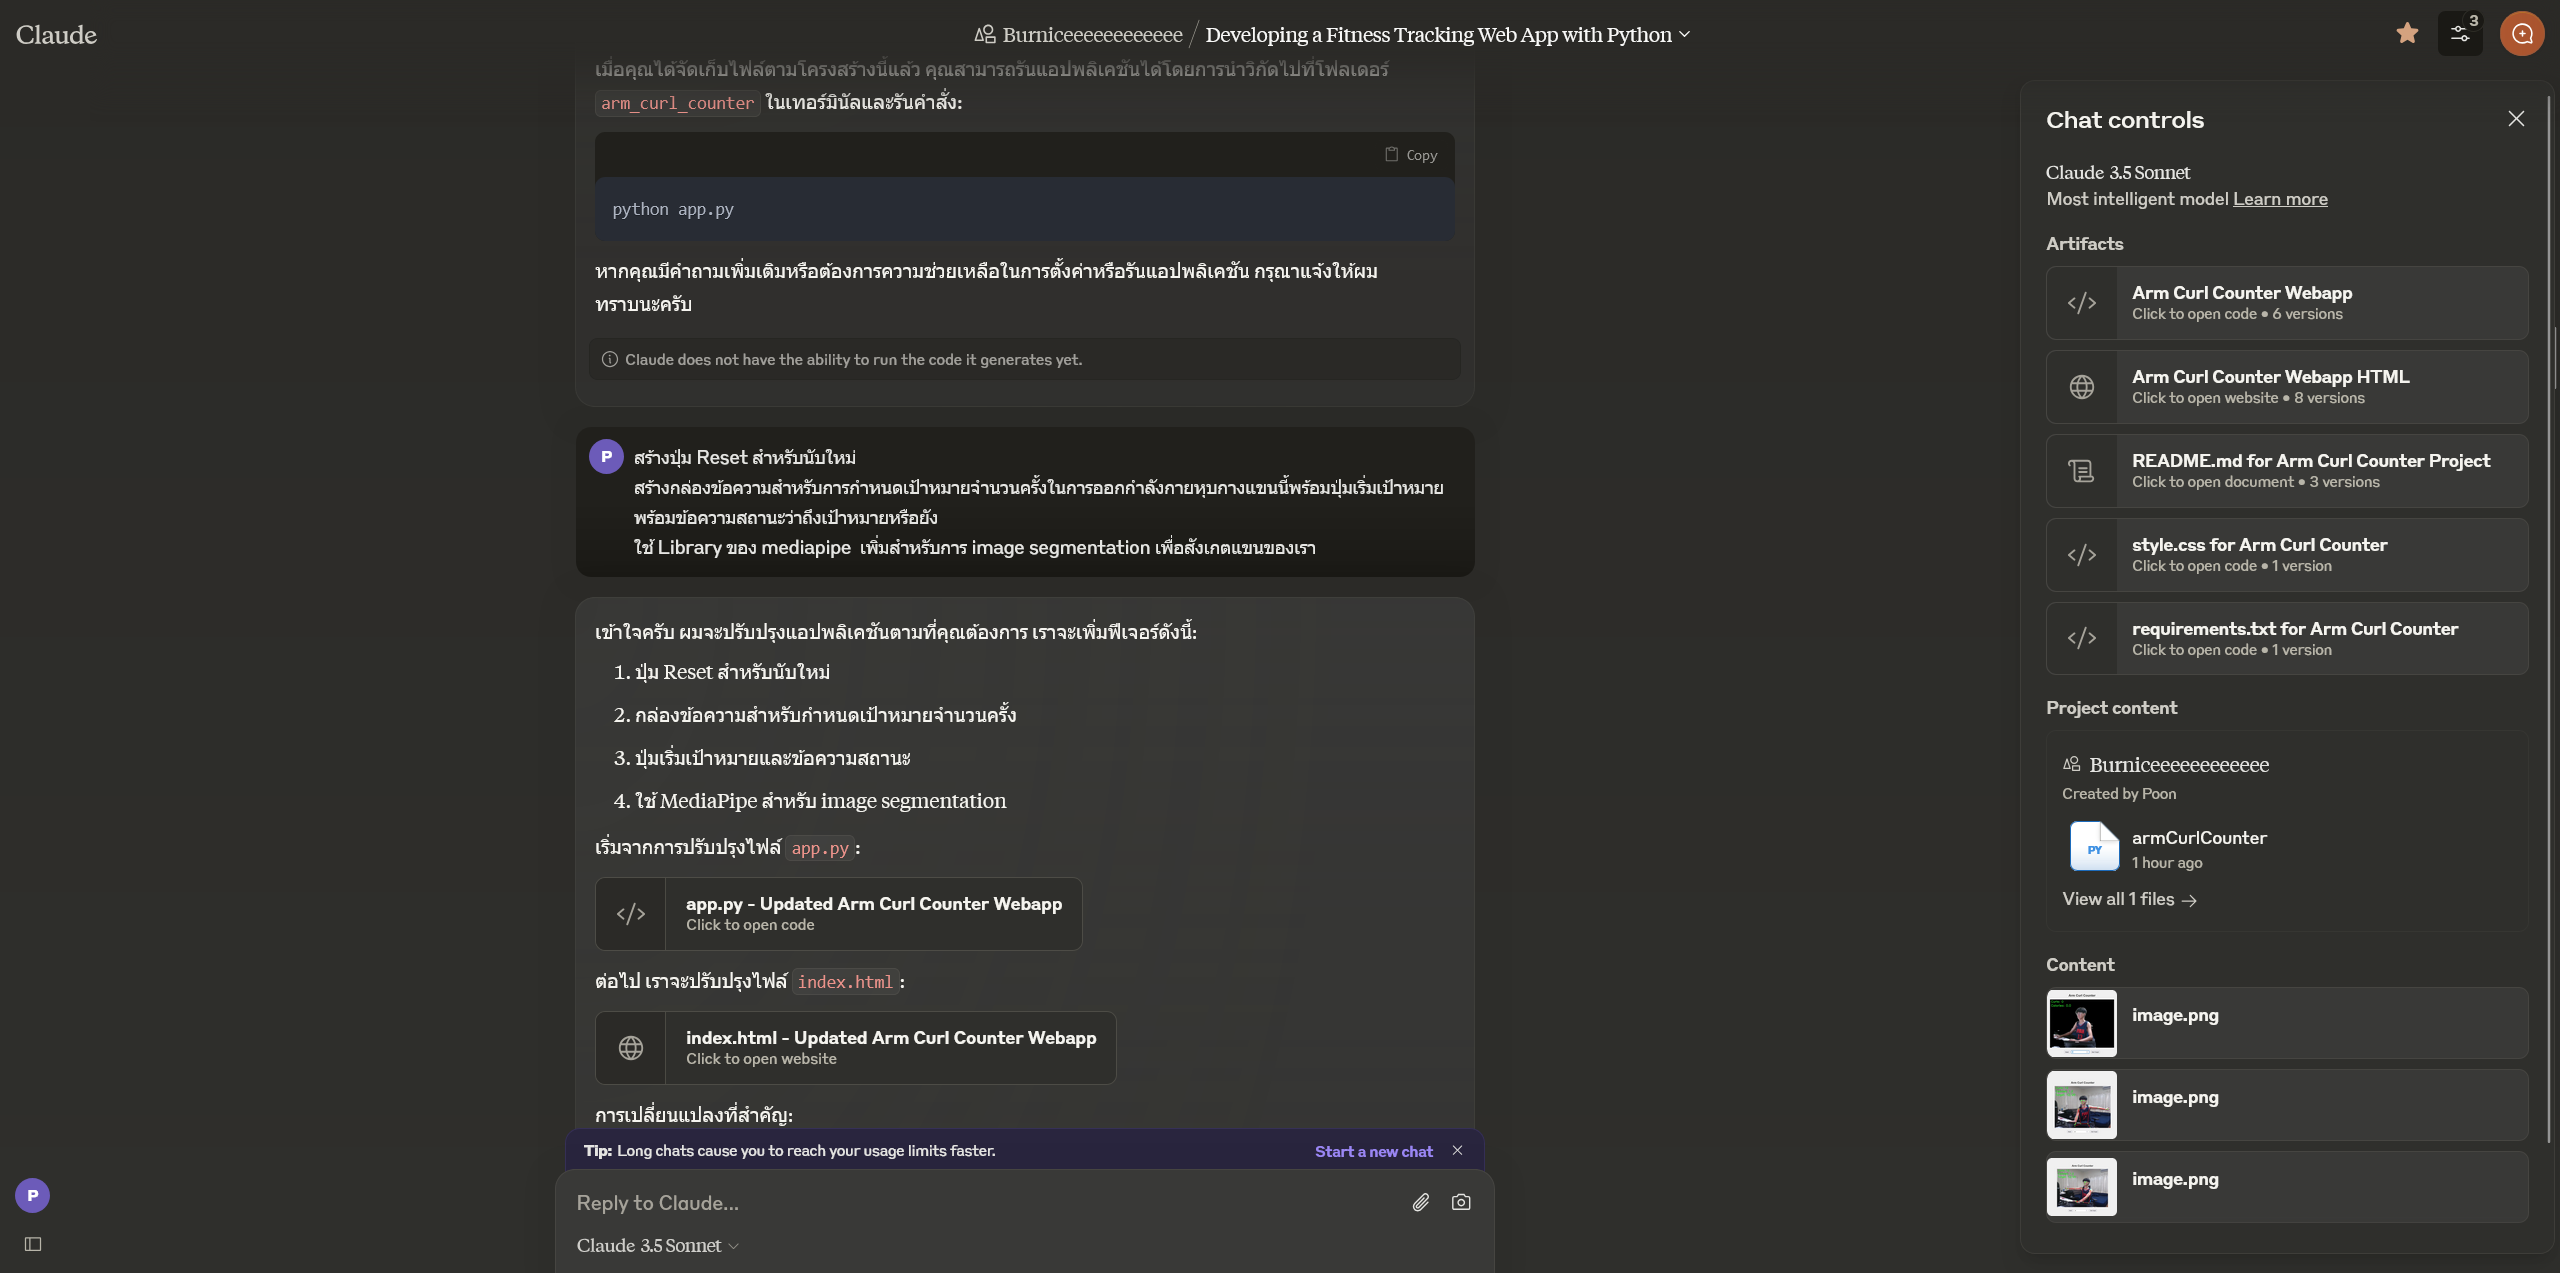 Claude
Burniceeeeeeeeeeeee / Developing a Fitness Tracking Web App with Python
3
เมื่อคุณได้จัดเก็บไฟล์ตามโครงสร้างนี้แล้ว คุณสามารถรันแอปพลิเคชันได้โดยการนำวิกัดไปที่โฟลเดอร์
arm_curl_counter ในเทอร์มินัลและรันคำสั่ง:
Copy
python app.py
หากคุณมีคำถามเพิ่มเติมหรือต้องการความช่วยเหลือในการตั้งค่าหรือรันแอปพลิเคชัน กรุณาแจ้งให้ผม
ทราบนะครับ
Claude does not have the ability to run the code it generates yet.
P
สร้างปุ่ม Reset สำหรับนับใหม่
สร้างกล่องข้อความสำหรับการกำหนดเป้าหมายจำนวนครั้งในการออกกำลังกายหุบกางแขนนี้พร้อมปุ่มเริ่มเป้าหมาย
พร้อมข้อความสถานะว่าถึงเป้าหมายหรือยัง
ใช้ Library ของ mediapipe เพิ่มสำหรับการ image segmentation เพื่อสังเกตแขนของเรา
เข้าใจครับ ผมจะปรับปรุงแอปพลิเคชันตามที่คุณต้องการ เราจะเพิ่มฟีเจอร์ดังนี้:
1. ปุ่ม Reset สำหรับนับใหม่
2. กล่องข้อความสำหรับกำหนดเป้าหมายจำนวนครั้ง
3. ปุ่มเริ่มเป้าหมายและข้อความสถานะ
4. ใช้ MediaPipe สำหรับ image segmentation
เริ่มจากการปรับปรุงไฟล์ app.py:
app.py - Updated Arm Curl Counter Webapp
Click to open code
ต่อไป เราจะปรับปรุงไฟล์ index.html:
index.html - Updated Arm Curl Counter Webapp
Click to open website
การเปลี่ยนแปลงที่สำคัญ:
Tip: Long chats cause you to reach your usage limits faster.
Start a new chat
Reply to Claude...
Claude 3.5 Sonnet
P
Chat controls
Claude 3.5 Sonnet
Most intelligent model Learn more
Artifacts
Arm Curl Counter Webapp
Click to open code • 6 versions
Arm Curl Counter Webapp HTML
Click to open website • 8 versions
README.md for Arm Curl Counter Project
Click to open document • 3 versions
style.css for Arm Curl Counter
Click to open code • 1 version
requirements.txt for Arm Curl Counter
Click to open code • 1 version
Project content
Burniceeeeeeeeeeeee
Created by Poon
PY
armCurlCounter
1 hour ago
View all 1 files →
Content
image.png
image.png
image.png